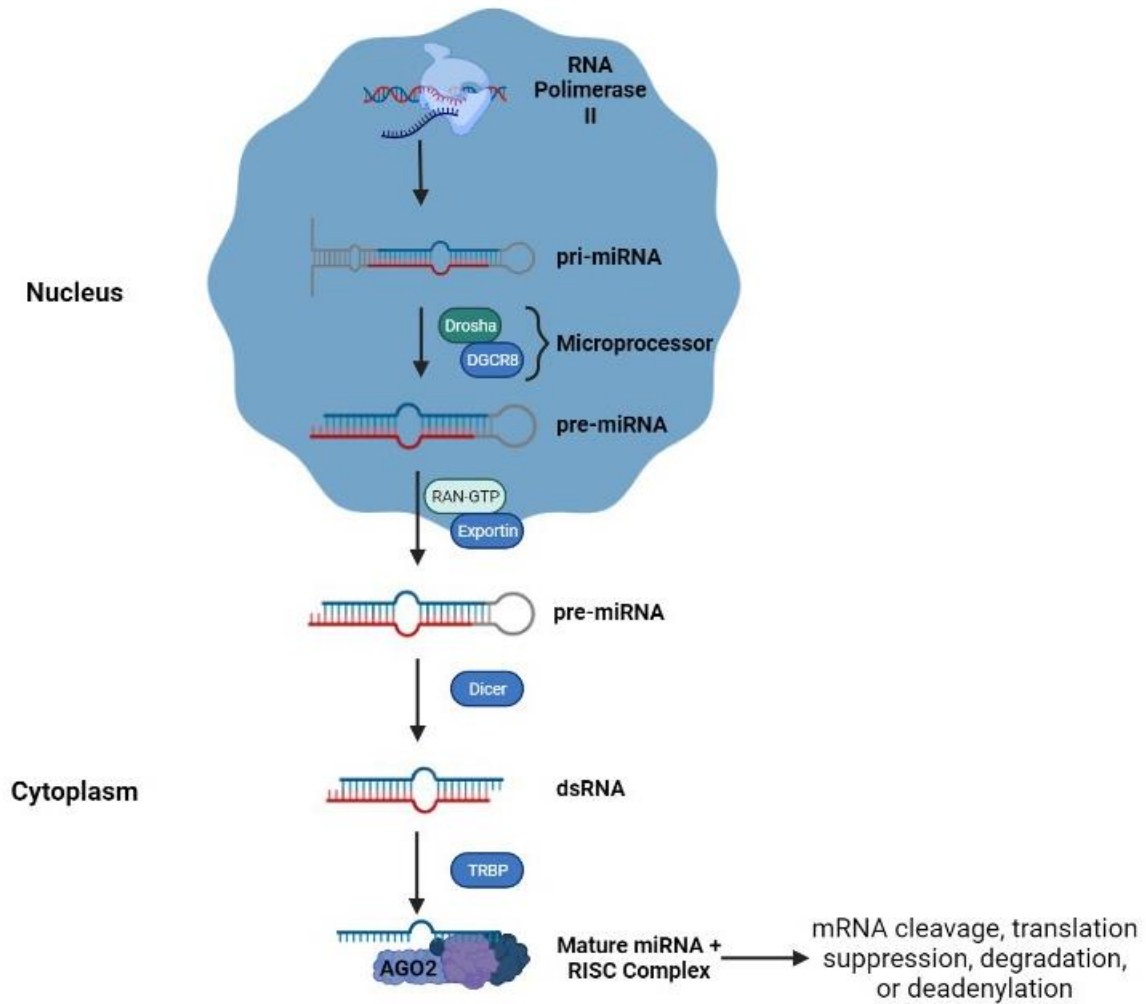 RNA
Polimerase
II
pri-miRNA
Nucleus
Drosha
DGCR8
Microprocessor
pre-miRNA
RAN-GTP
Exportin
pre-miRNA
Dicer
Cytoplasm
dsRNA
TRBP
AGO2
Mature miRNA +
RISC Complex
mRNA cleavage, translation
suppression, degradation,
or deadenylation